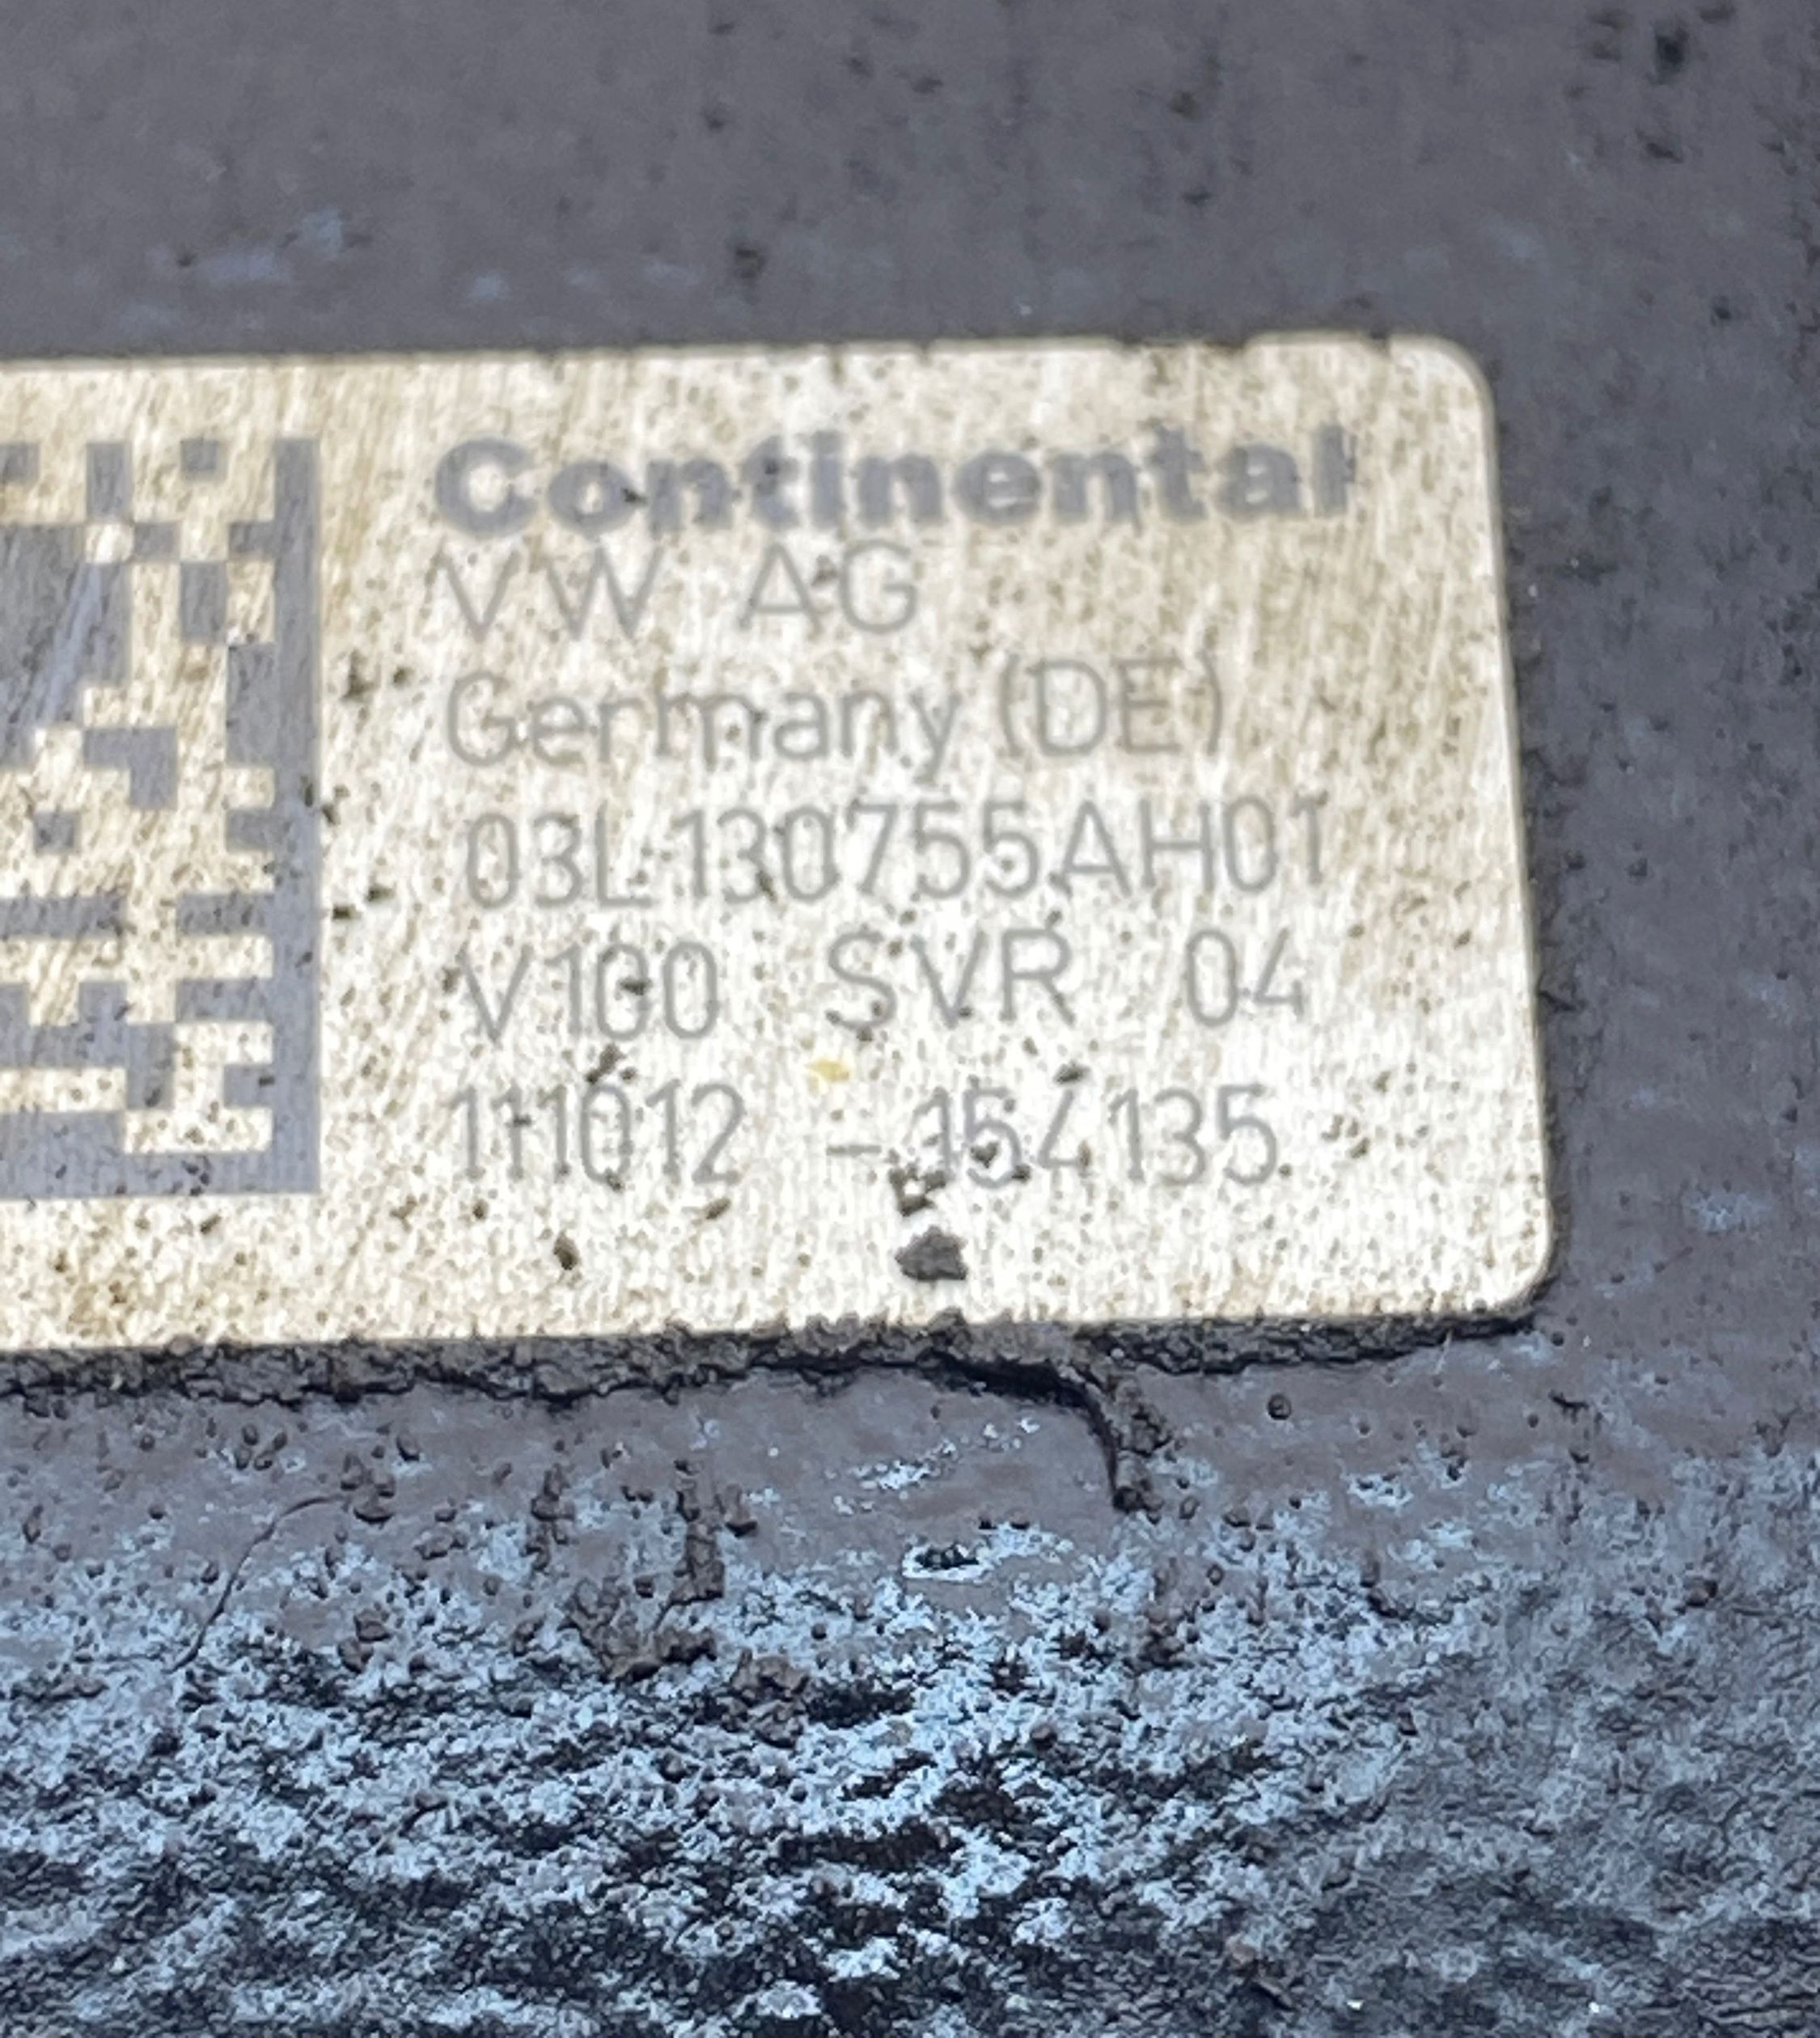 Continental
VW AG
Germany (DE)
03L130755AH01
V100 SVR 04
111012 - 154135